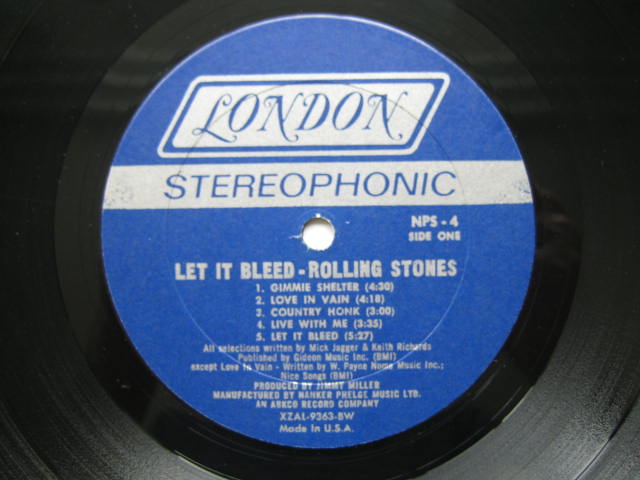 LONDON
STEREOPHONIC
NPS - 4
SIDE ONE
LET IT BLEED - ROLLING STONES
1. GIMMIE SHELTER (4:30)
2. LOVE IN VAIN (4:18)
3. COUNTRY HONK (3:00)
4. LIVE WITH ME (3:35)
5. LET IT BLEED (5:27)
All selections written by Mick Jagger & Keith Richards
Published by Gideon Music Inc. (BMI)
except Love In Vain - Written by W. Payne Noma Music Inc.;
Nice Songs (BMI)
PRODUCED BY JIMMY MILLER
MANUFACTURED BY NANKER PHELGE MUSIC LTD.
AN ABKCO RECORD COMPANY
XZAL-9363-BW
Made In U.S.A.